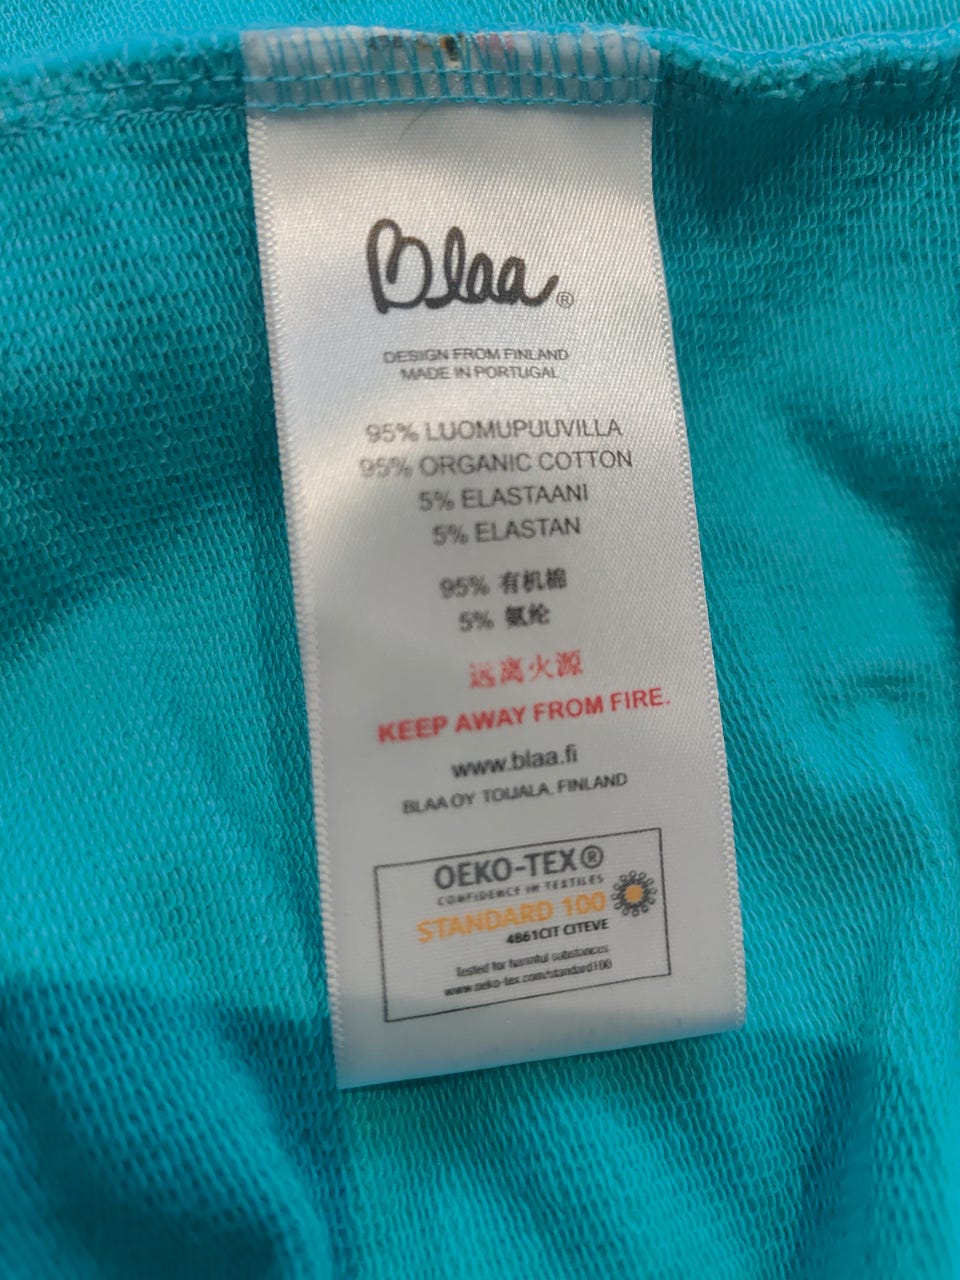 Blaa®
DESIGN FROM FINLAND
MADE IN PORTUGAL
95% LUOMUPUUVILLA
95% ORGANIC COTTON
5% ELASTAANI
5% ELASTAN
95% 有机棉
5% 氨纶
远离火源
KEEP AWAY FROM FIRE.
www.blaa.fi
BLAA OY TOIJALA, FINLAND
OEKO-TEX®
CONFIDENCE IN TEXTILES
STANDARD 100
4861CIT CITEVE
Tested for harmful substances
www.oeko-tex.com/standard100